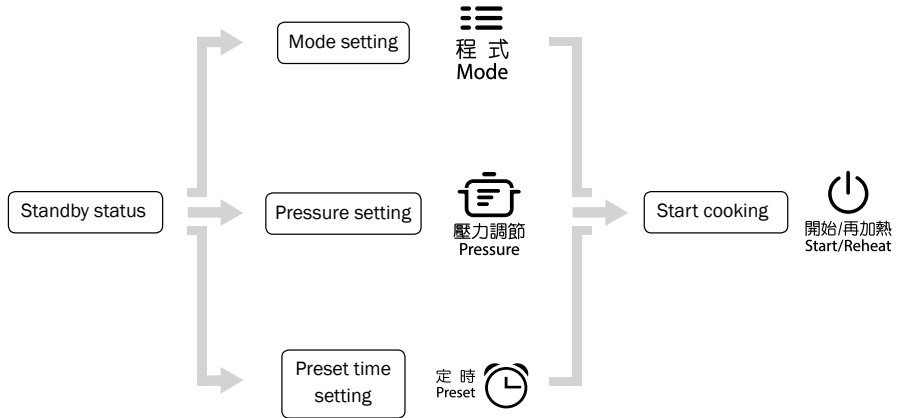 Mode setting
程 式
Mode
Standby status
Pressure setting
壓力調節
Pressure
Start cooking
開始/再加熱
Start/Reheat
Preset time
setting
定 時
Preset